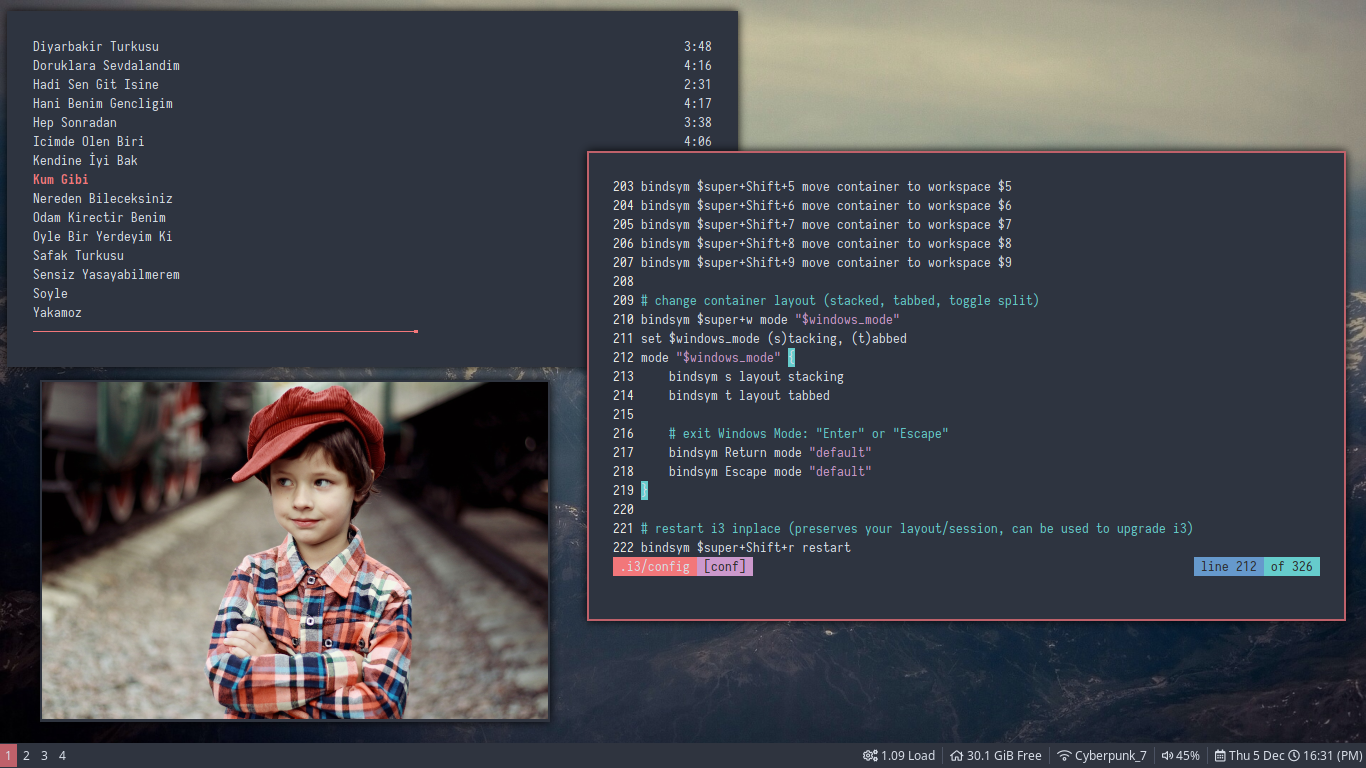 Diyarbakir Turkusu 3:48
Doruklara Sevdalandim 4:16
Hadi Sen Git Isine 2:31
Hani Benim Gencligim 4:17
Hep Sonradan 3:38
Icimde Olen Biri 4:06
Kendine İyi Bak
Kum Gibi
Nereden Bileceksiniz
Odam Kirectir Benim
Oyle Bir Yerdeyim Ki
Safak Turkusu
Sensiz Yasayabilmerem
Soyle
Yakamoz
203 bindsym $super+Shift+5 move container to workspace $5
204 bindsym $super+Shift+6 move container to workspace $6
205 bindsym $super+Shift+7 move container to workspace $7
206 bindsym $super+Shift+8 move container to workspace $8
207 bindsym $super+Shift+9 move container to workspace $9
208
209 # change container layout (stacked, tabbed, toggle split)
210 bindsym $super+w mode "$windows_mode"
211 set $windows_mode (s)tacking, (t)abbed
212 mode "$windows_mode" {
213     bindsym s layout stacking
214     bindsym t layout tabbed
215
216     # exit Windows Mode: "Enter" or "Escape"
217     bindsym Return mode "default"
218     bindsym Escape mode "default"
219 }
220
221 # restart i3 inplace (preserves your layout/session, can be used to upgrade i3)
222 bindsym $super+Shift+r restart
.i3/config [conf] line 212 of 326
1 2 3 4 1.09 Load 30.1 GiB Free Cyberpunk_7 45% Thu 5 Dec 16:31 (PM)